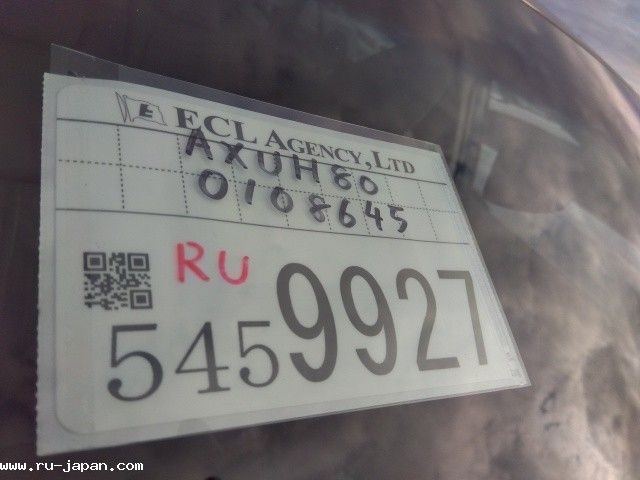 E ECL AGENCY, LTD
AXUH80
0108645
RU
5459927
www.ru-japan.com